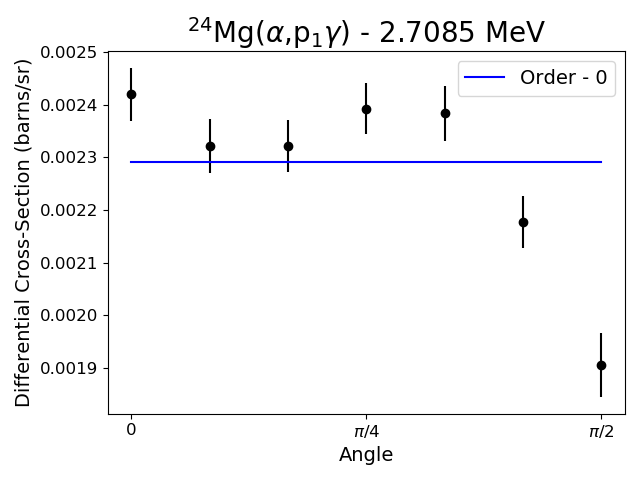 ²⁴Mg(α,p₁γ) - 2.7085 MeV
Order - 0
Differential Cross-Section (barns/sr)
0.0025
0.0024
0.0023
0.0022
0.0021
0.0020
0.0019
0
π/4
π/2
Angle